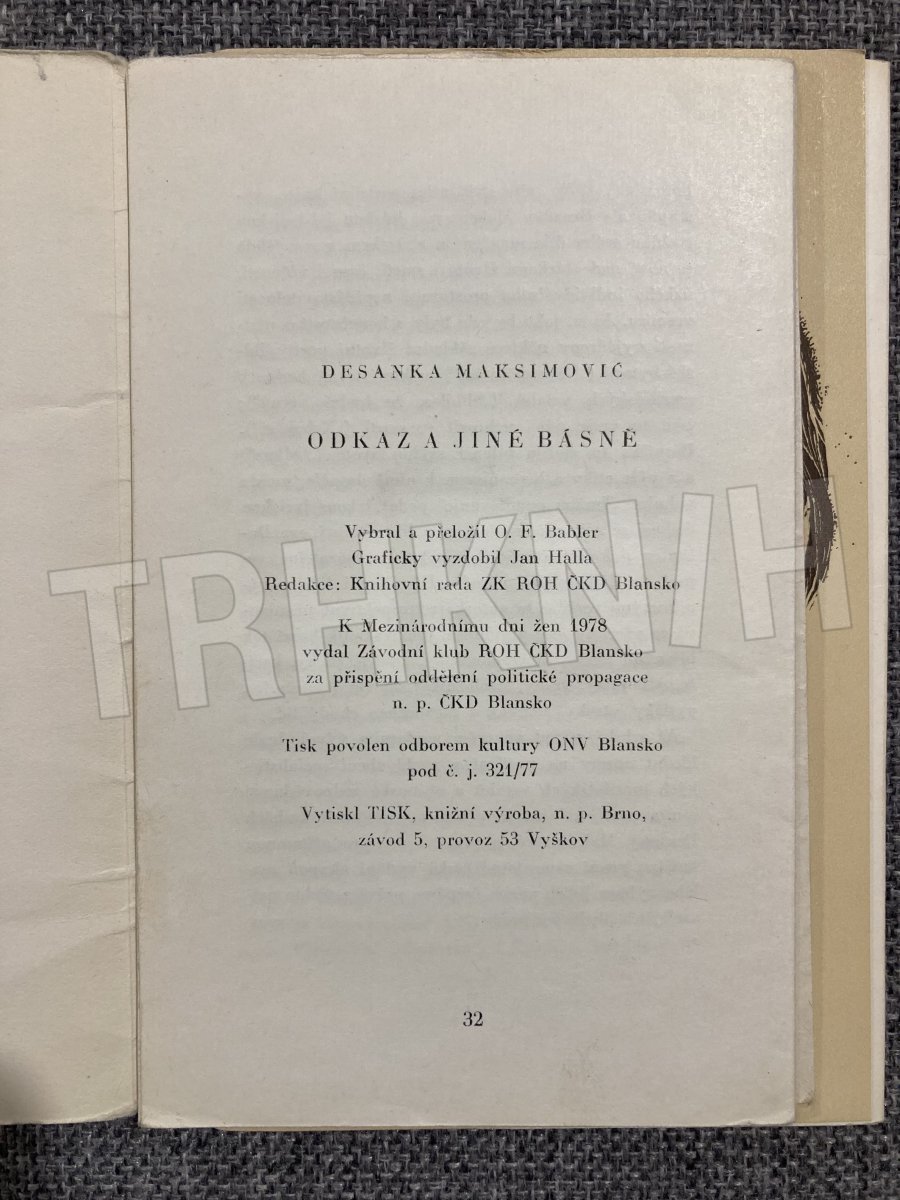 DESANKA MAKSIMOVIĆ
ODKAZ A JINÉ BÁSNĚ
Vybral a přeložil O. F. Babler
Graficky vyzdobil Jan Halla
Redakce: Knihovní rada ZK ROH ČKD Blansko
K Mezinárodnímu dni žen 1978
vydal Závodní klub ROH ČKD Blansko
za přispění oddělení politické propagace
n. p. ČKD Blansko
Tisk povolen odborem kultury ONV Blansko
pod č. j. 321/77
Vytiskl TISK, knižní výroba, n. p. Brno,
závod 5, provoz 53 Vyškov
32
TRHKNIH